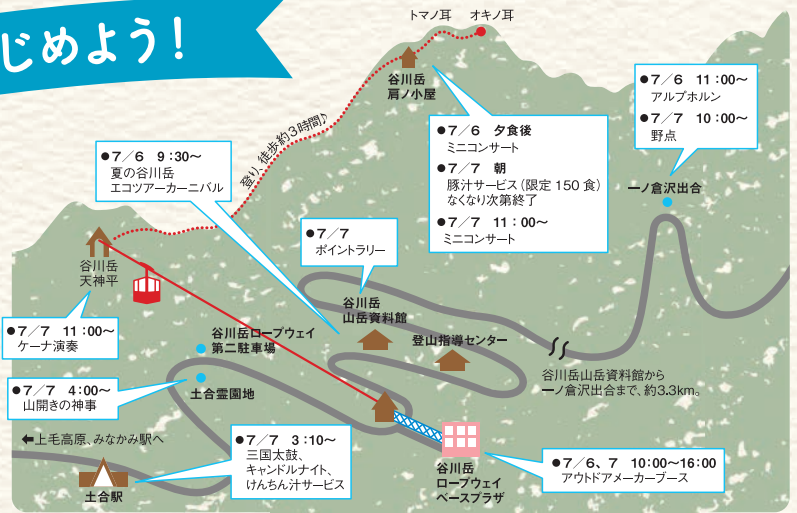 じめよう!
トマノ耳 オキノ耳
谷川岳
肩ノ小屋
登り、徒歩約3時間♪
●7/6 11:00〜
アルプホルン
●7/7 10:00〜
野点
●7/6 夕食後
ミニコンサート
●7/7 朝
豚汁サービス(限定150食)
なくなり次第終了
●7/7 11:00〜
ミニコンサート
一ノ倉沢出合
●7/6 9:30〜
夏の谷川岳
エコツアーカーニバル
●7/7
ポイントラリー
谷川岳
天神平
谷川岳
山岳資料館
登山指導センター
●7/7 11:00〜
ケーナ演奏
谷川岳ロープウェイ
第二駐車場
谷川岳山岳資料館から
一ノ倉沢出合まで、約3.3km。
●7/7 4:00〜
山開きの神事
土合霊園地
←上毛高原、みなかみ駅へ
●7/7 3:10〜
三国太鼓、
キャンドルナイト、
けんちん汁サービス
土合駅
谷川岳
ロープウェイ
ベースプラザ
●7/6、7 10:00〜16:00
アウトドアメーカーブース